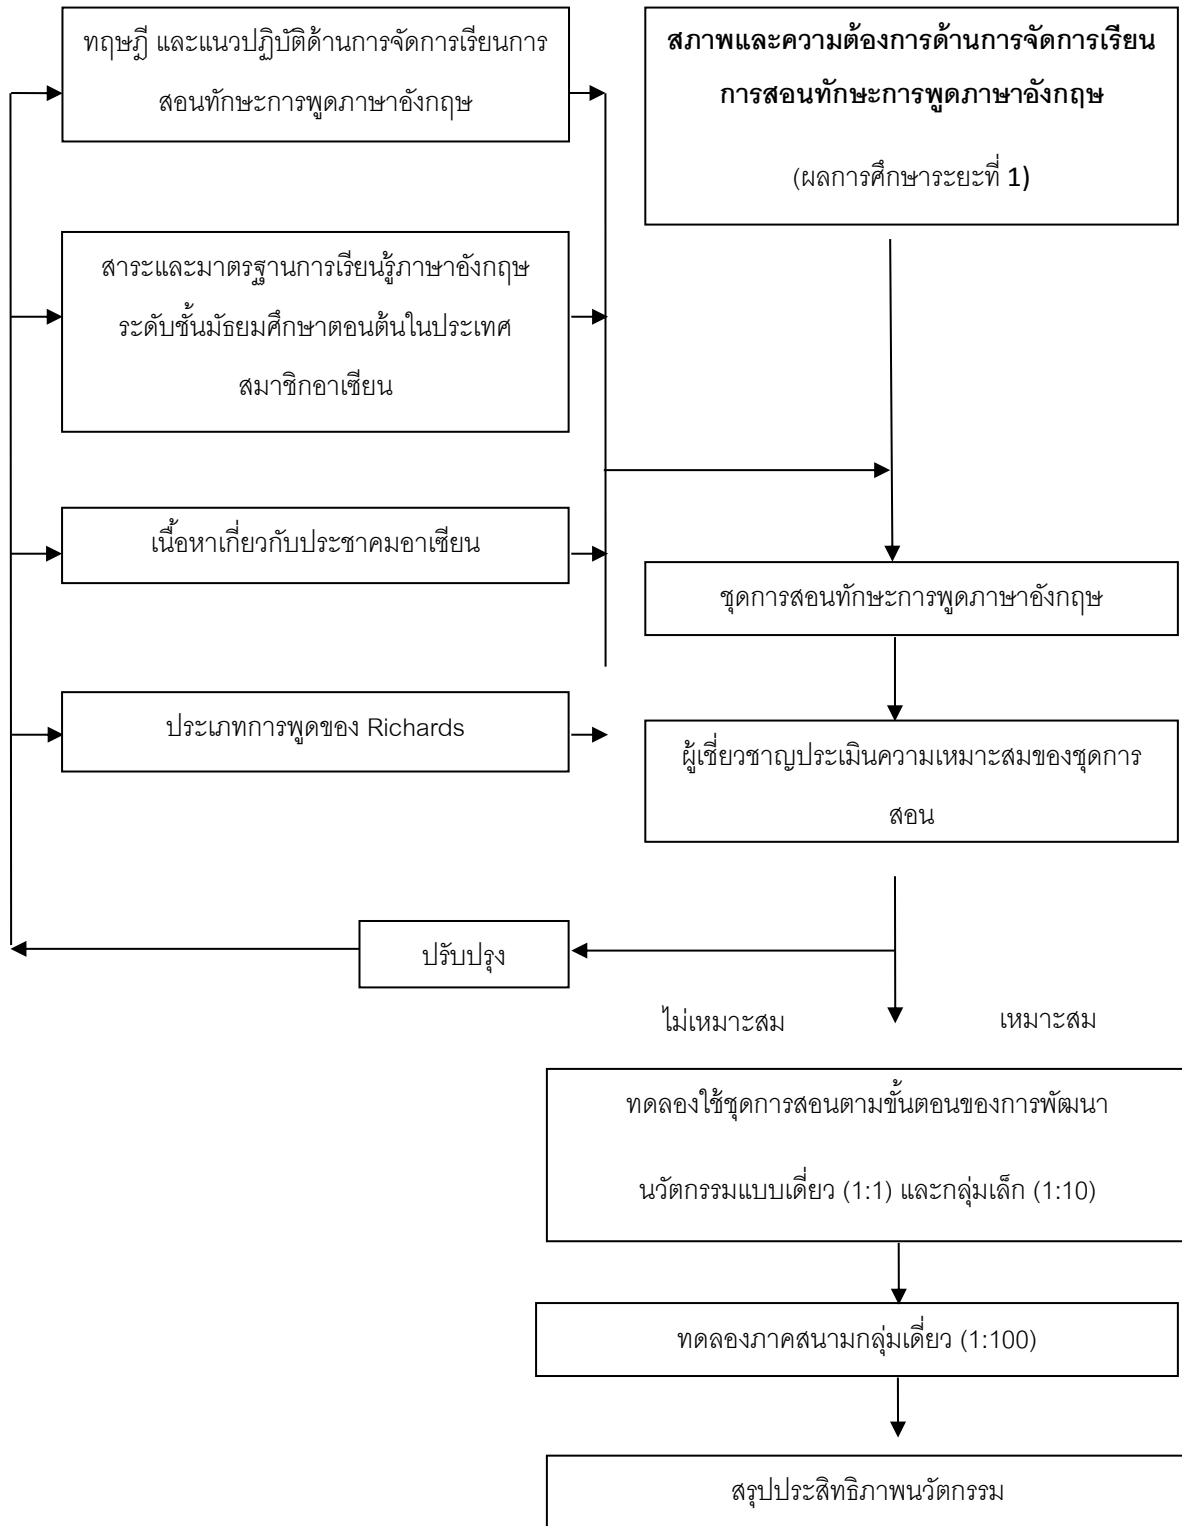 ทฤษฎี และแนวปฏิบัติด้านการจัดการเรียนการ
สอนทักษะการพูดภาษาอังกฤษ
สภาพและความต้องการด้านการจัดการเรียน
การสอนทักษะการพูดภาษาอังกฤษ
(ผลการศึกษาระยะที่ 1)
สาระและมาตรฐานการเรียนรู้ภาษาอังกฤษ
ระดับชั้นมัธยมศึกษาตอนต้นในประเทศ
สมาชิกอาเซียน
เนื้อหาเกี่ยวกับประชาคมอาเซียน
ชุดการสอนทักษะการพูดภาษาอังกฤษ
ประเภทการพูดของ Richards
ผู้เชี่ยวชาญประเมินความเหมาะสมของชุดการ
สอน
ปรับปรุง
ไม่เหมาะสม
เหมาะสม
ทดลองใช้ชุดการสอนตามขั้นตอนของการพัฒนา
นวัตกรรมแบบเดี่ยว (1:1) และกลุ่มเล็ก (1:10)
ทดลองภาคสนามกลุ่มเดี่ยว (1:100)
สรุปประสิทธิภาพนวัตกรรม